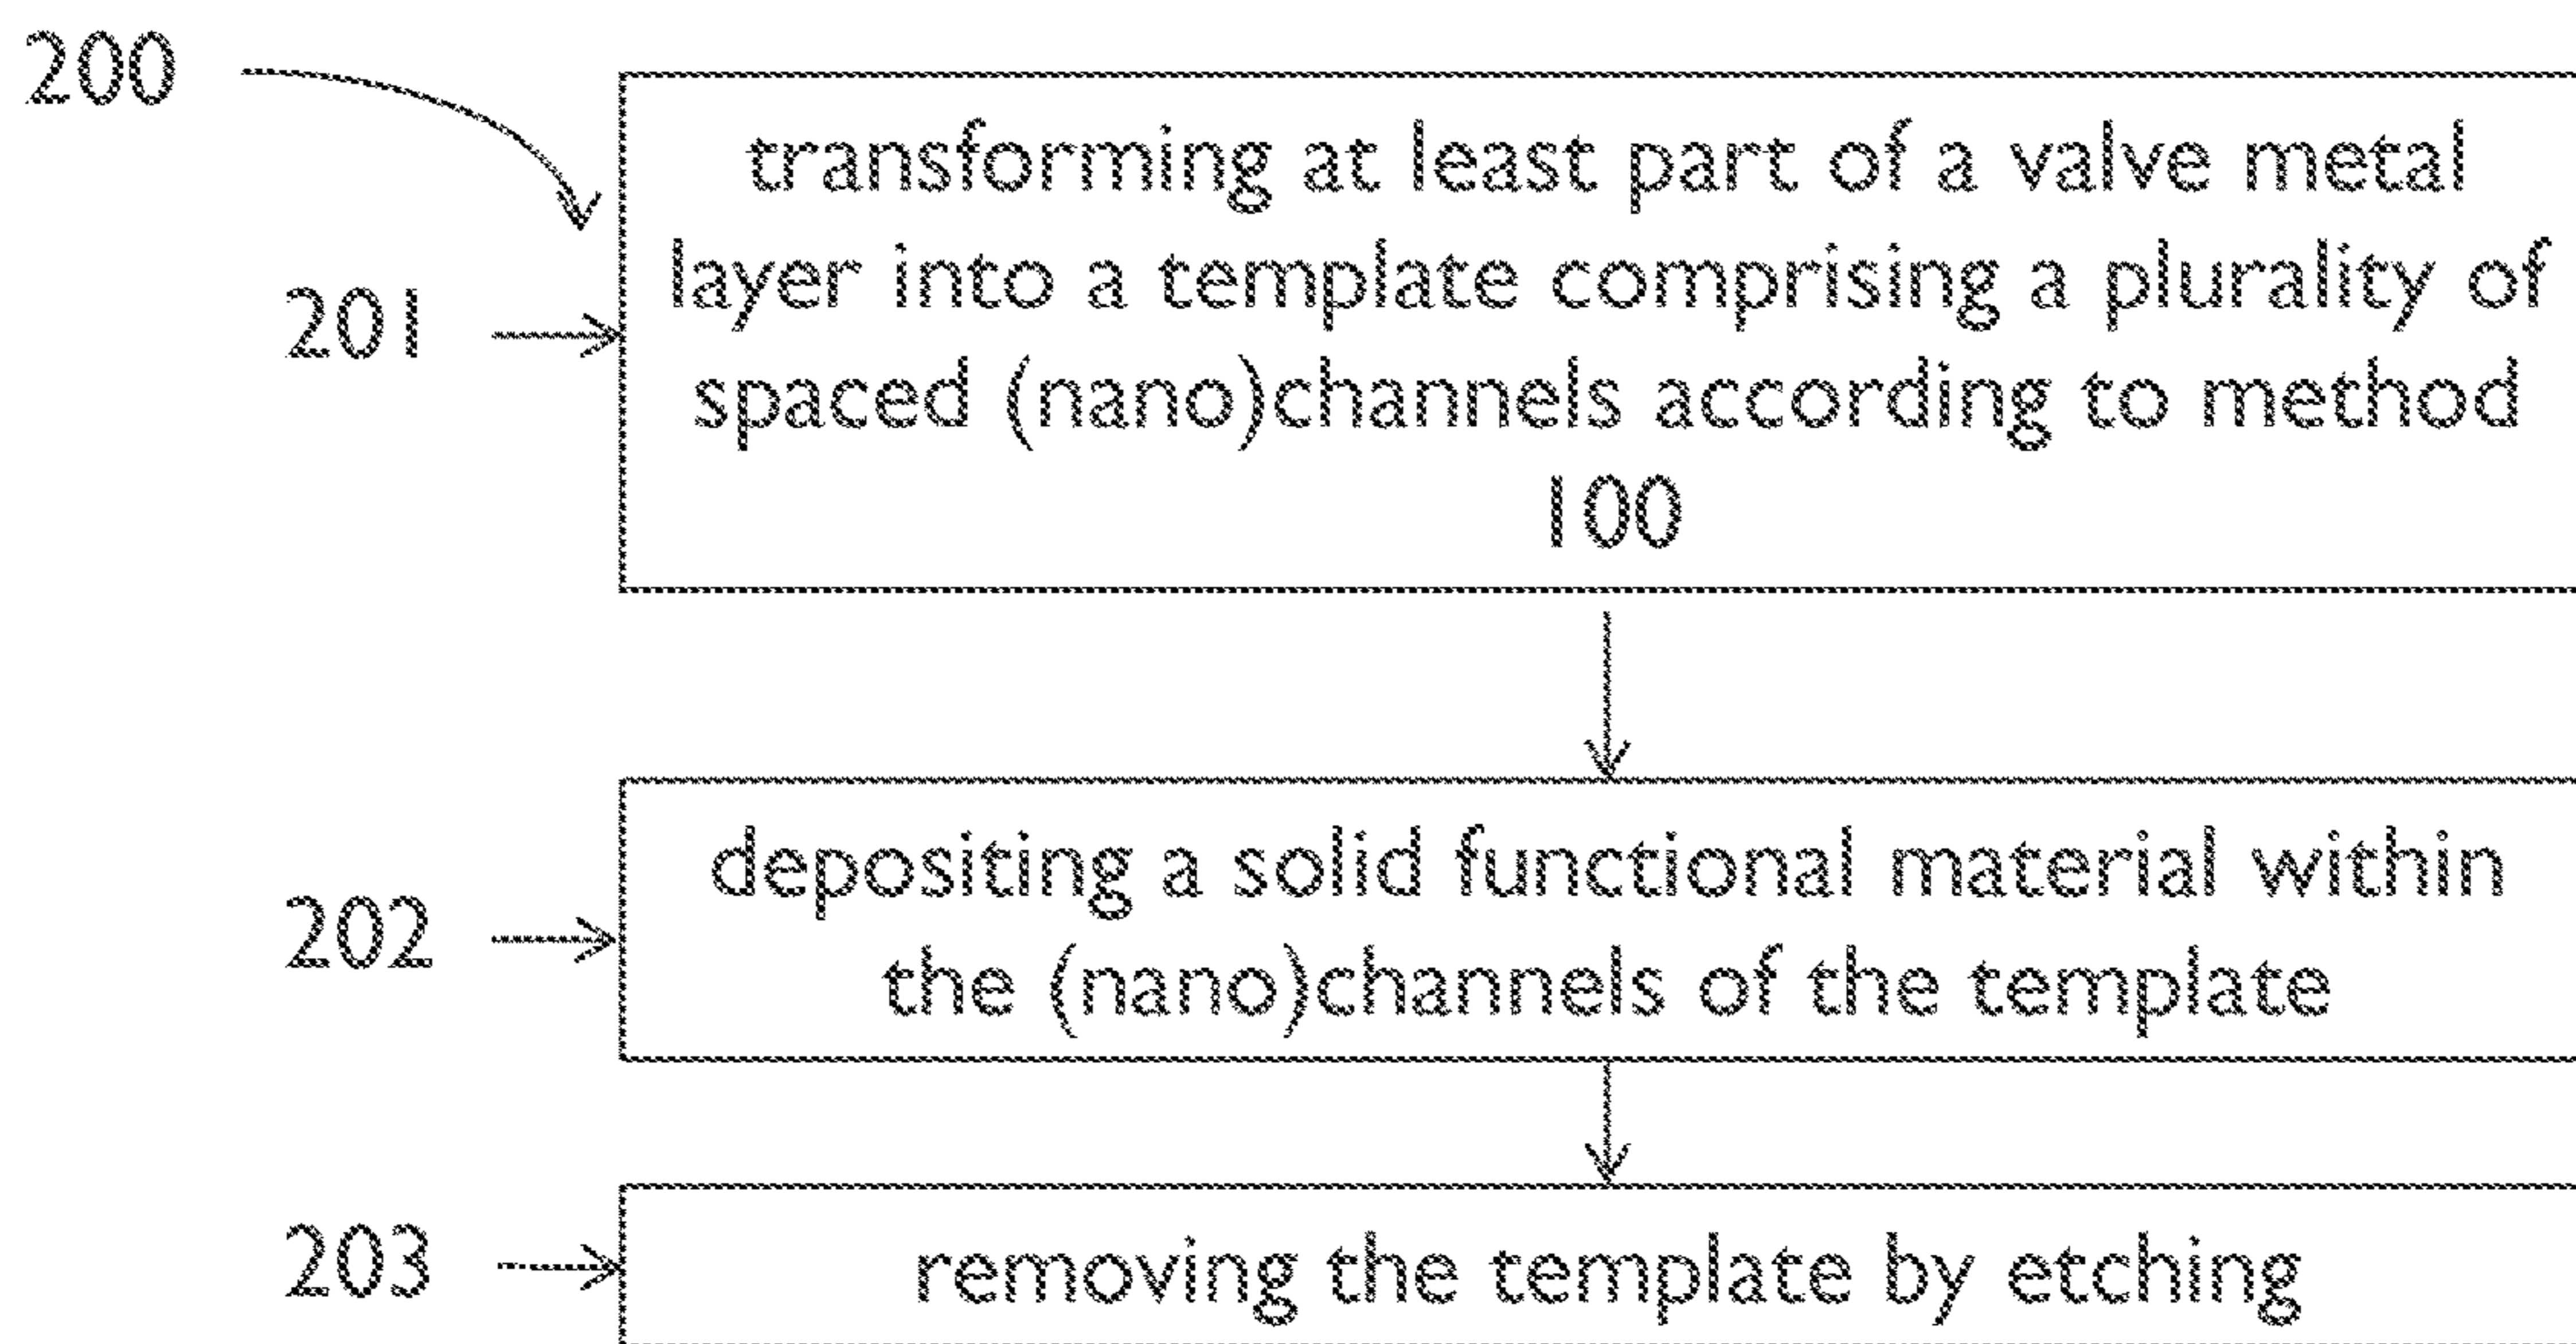 200
201
transforming at least part of a valve metal
layer into a template comprising a plurality of
spaced (nano)channels according to method
100
202
depositing a solid functional material within
the (nano)channels of the template
203
removing the template by etching